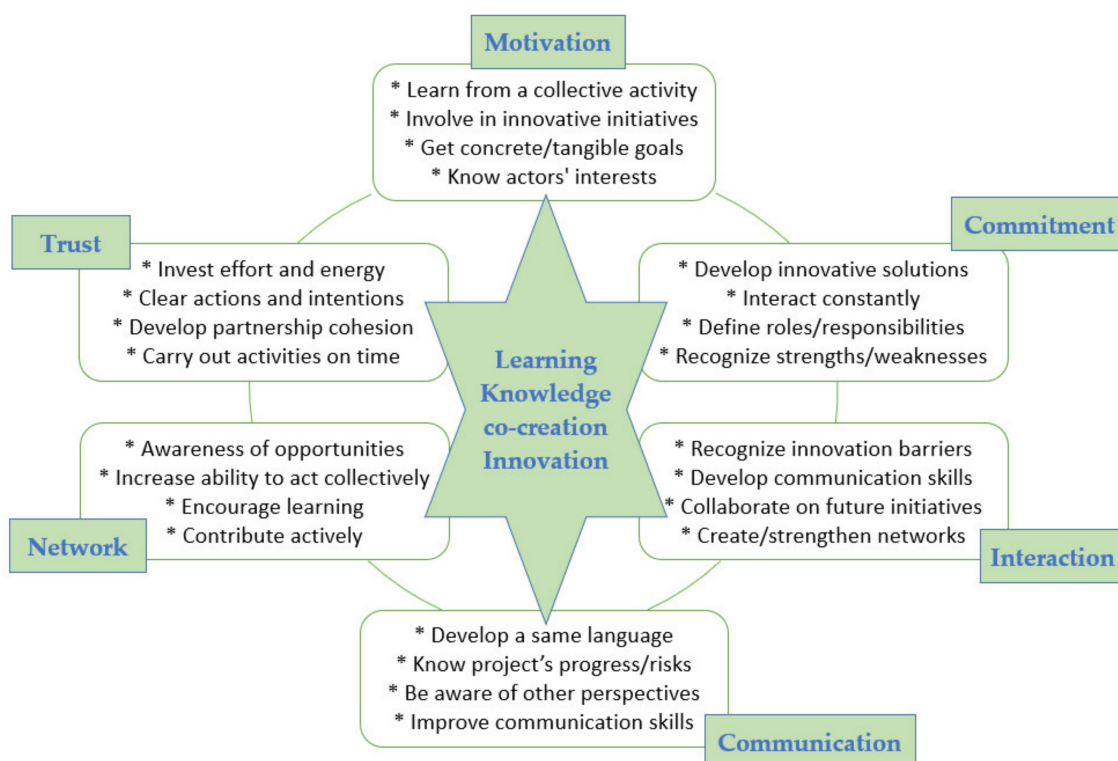 Motivation
* Learn from a collective activity
* Involve in innovative initiatives
* Get concrete/tangible goals
* Know actors' interests
Trust
* Invest effort and energy
* Clear actions and intentions
* Develop partnership cohesion
* Carry out activities on time
Commitment
* Develop innovative solutions
* Interact constantly
* Define roles/responsibilities
* Recognize strengths/weaknesses
Learning
Knowledge
co-creation
Innovation
* Awareness of opportunities
* Increase ability to act collectively
* Encourage learning
* Contribute actively
Network
* Recognize innovation barriers
* Develop communication skills
* Collaborate on future initiatives
* Create/strengthen networks
Interaction
* Develop a same language
* Know project’s progress/risks
* Be aware of other perspectives
* Improve communication skills
Communication